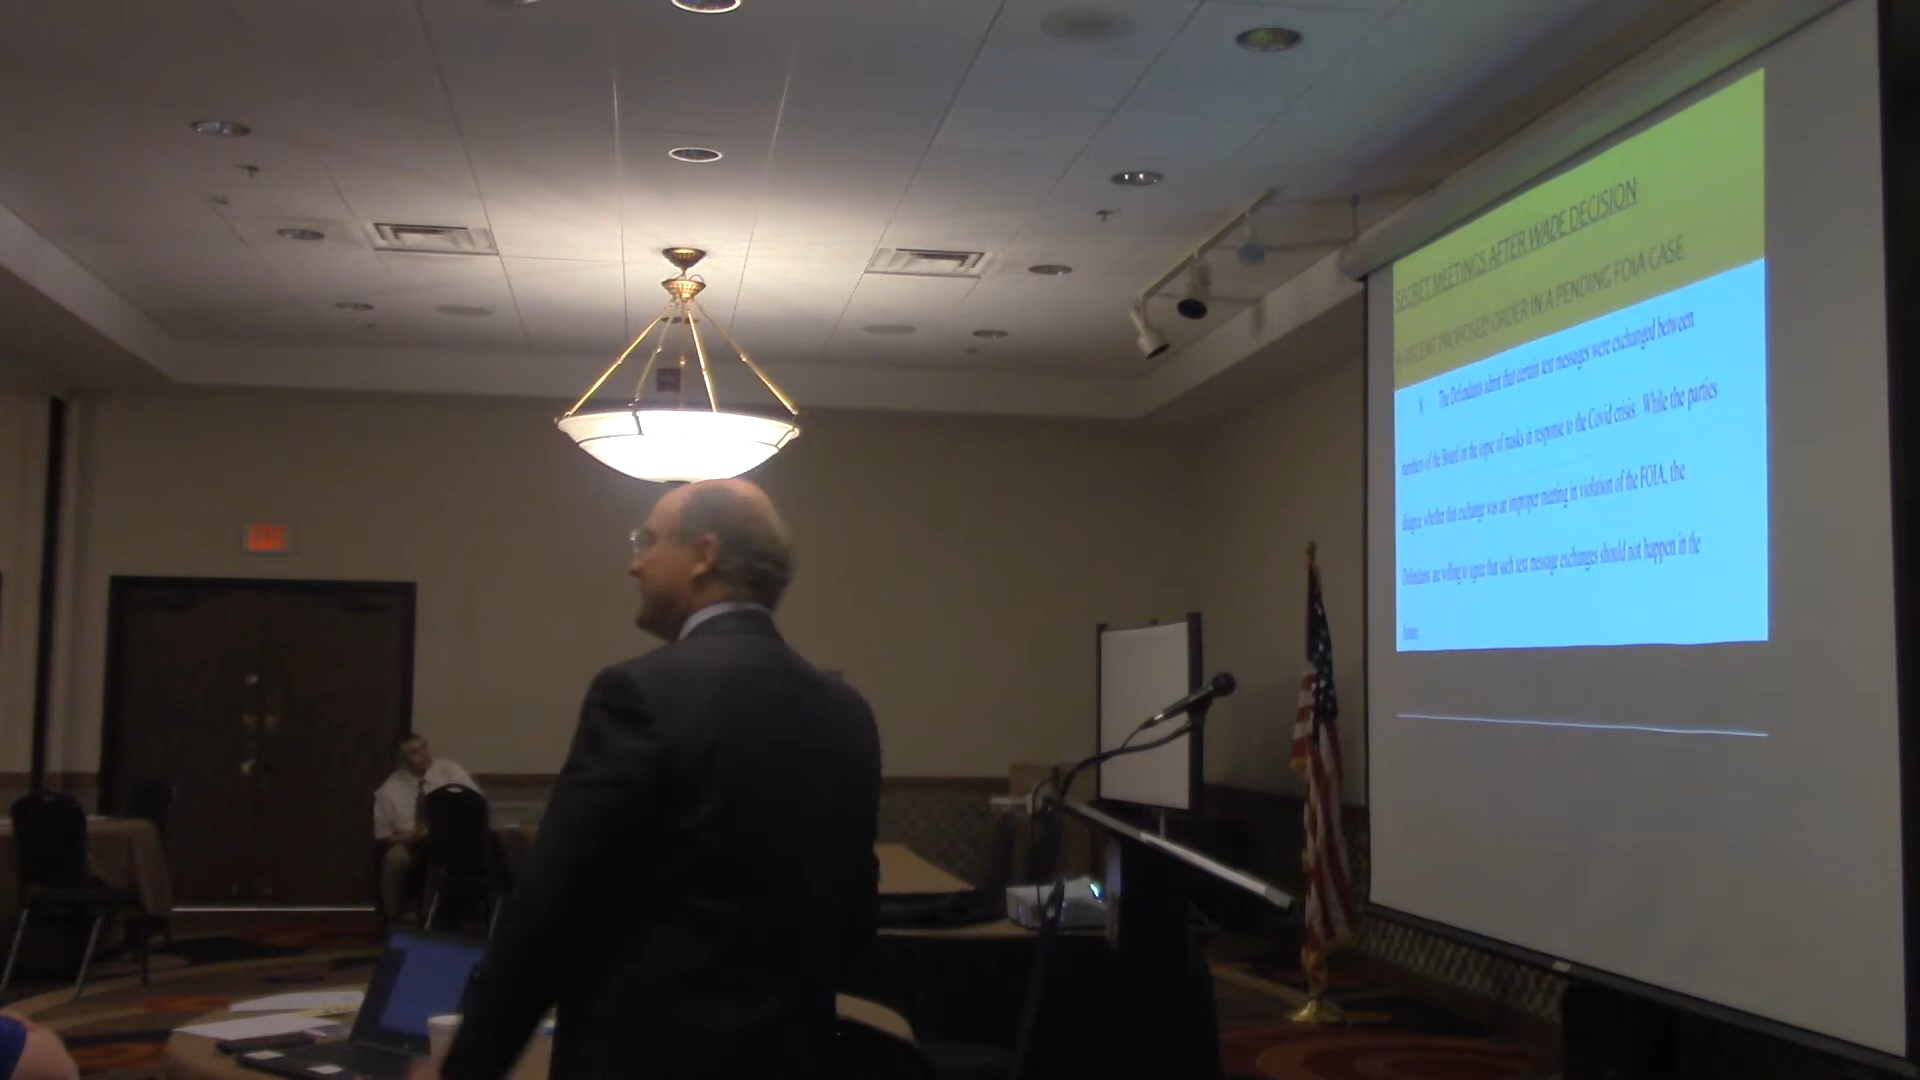 EXIT
SECRET MEETINGS AFTER WADE DECISION
A RECENT PROPOSED ORDER IN A PENDING FOIA CASE
The Defendants admit that certain text messages were exchanged between
members of the Board on the topic of masks in response to the Covid crisis. While the parties
disagree whether that exchange was an improper meeting in violation of the FOIA, the
Defendants are willing to agree that such text message exchanges should not happen in the
future.